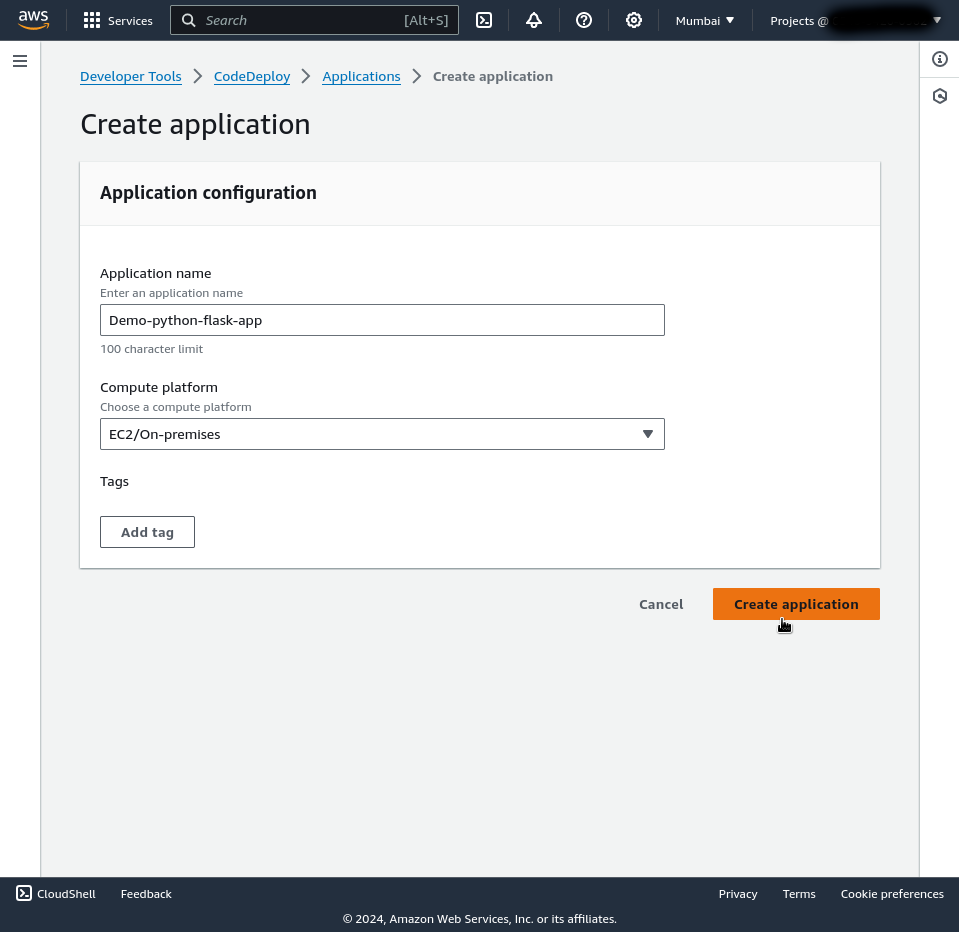 aws Services Search [Alt+S] Mumbai Projects @
Developer Tools CodeDeploy Applications Create application
Create application
Application configuration
Application name
Enter an application name
Demo-python-flask-app
100 character limit
Compute platform
Choose a compute platform
EC2/On-premises
Tags
Add tag
Cancel Create application
CloudShell Feedback Privacy Terms Cookie preferences
© 2024, Amazon Web Services, Inc. or its affiliates.